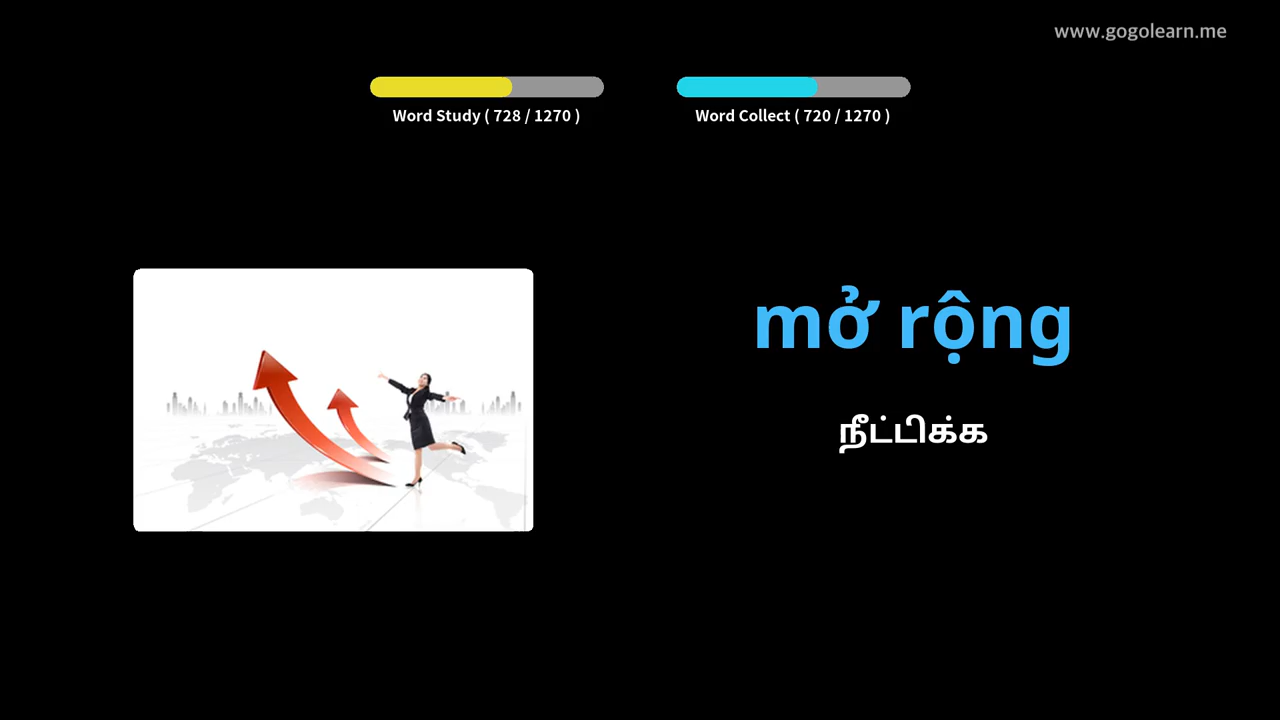 www.gogolearn.me
Word Study ( 728 / 1270 )
Word Collect ( 720 / 1270 )
mở rộng
நீட்டிக்க